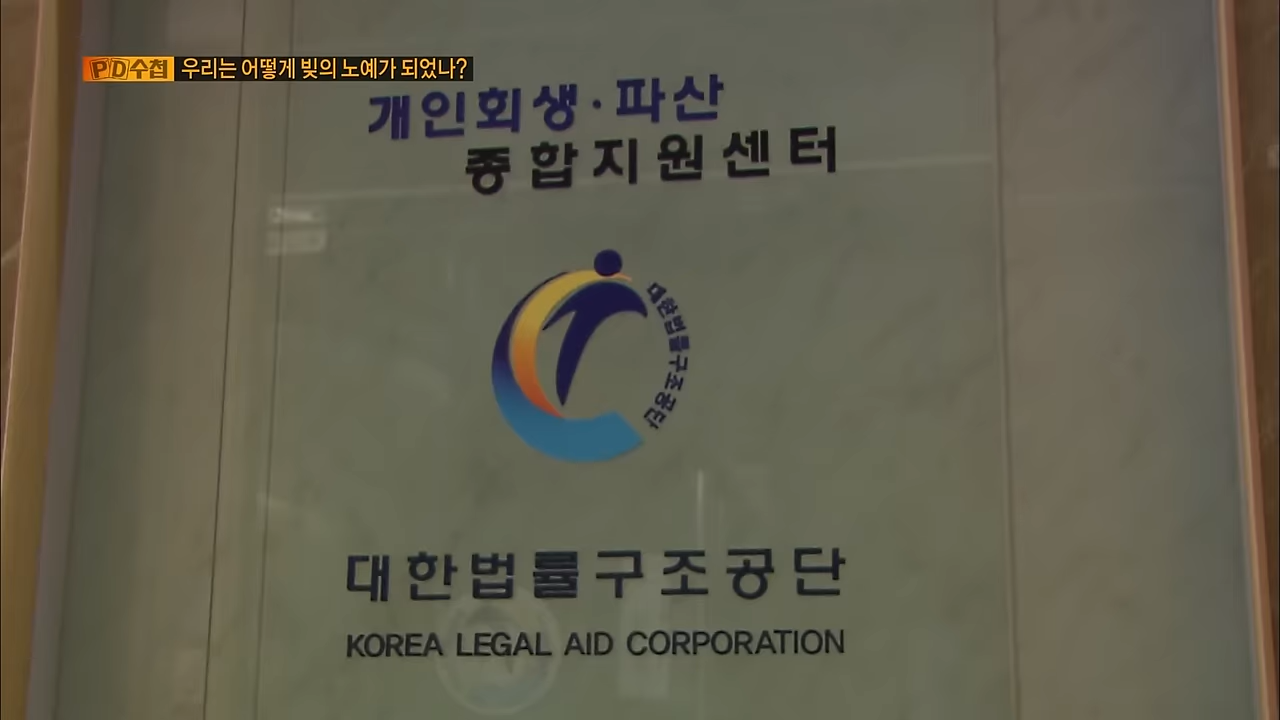 PD수첩 우리는 어떻게 빚의 노예가 되었나?
개인회생·파산
종합지원센터
대한법률구조공단
대한법률구조공단
KOREA LEGAL AID CORPORATION